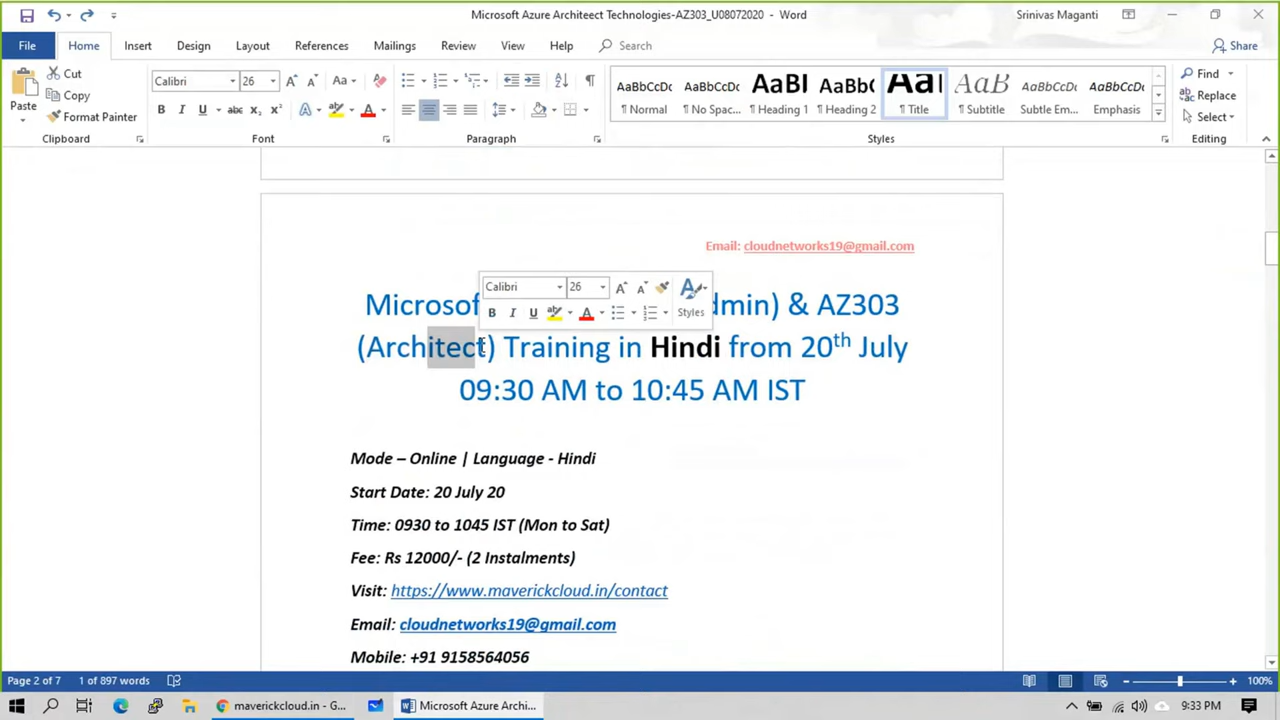 Microsoft Azure Architeect Technologies-AZ303_U08072020 - Word
Srinivas Maganti
File Home Insert Design Layout References Mailings Review View Help Search Share
Paste
Cut
Copy
Format Painter
Clipboard
Calibri 26
Font
Paragraph
AaBbCcDc AaBbCcDc AaBl AaBbC Aal AaB AaBbCcDc AaBbCcDc
¶ Normal ¶ No Spac... ¶ Heading 1 ¶ Heading 2 ¶ Title ¶ Subtitle Subtle Em... Emphasis
Styles
Find
Replace
Select
Editing
Email: cloudnetworks19@gmail.com
Calibri 26
Styles
Microsof dmin) & AZ303
(Architect) Training in Hindi from 20th July
09:30 AM to 10:45 AM IST
Mode – Online | Language - Hindi
Start Date: 20 July 20
Time: 0930 to 1045 IST (Mon to Sat)
Fee: Rs 12000/- (2 Instalments)
Visit: https://www.maverickcloud.in/contact
Email: cloudnetworks19@gmail.com
Mobile: +91 9158564056
Page 2 of 7 1 of 897 words 100%
maverickcloud.in - G... Microsoft Azure Archi... 9:33 PM